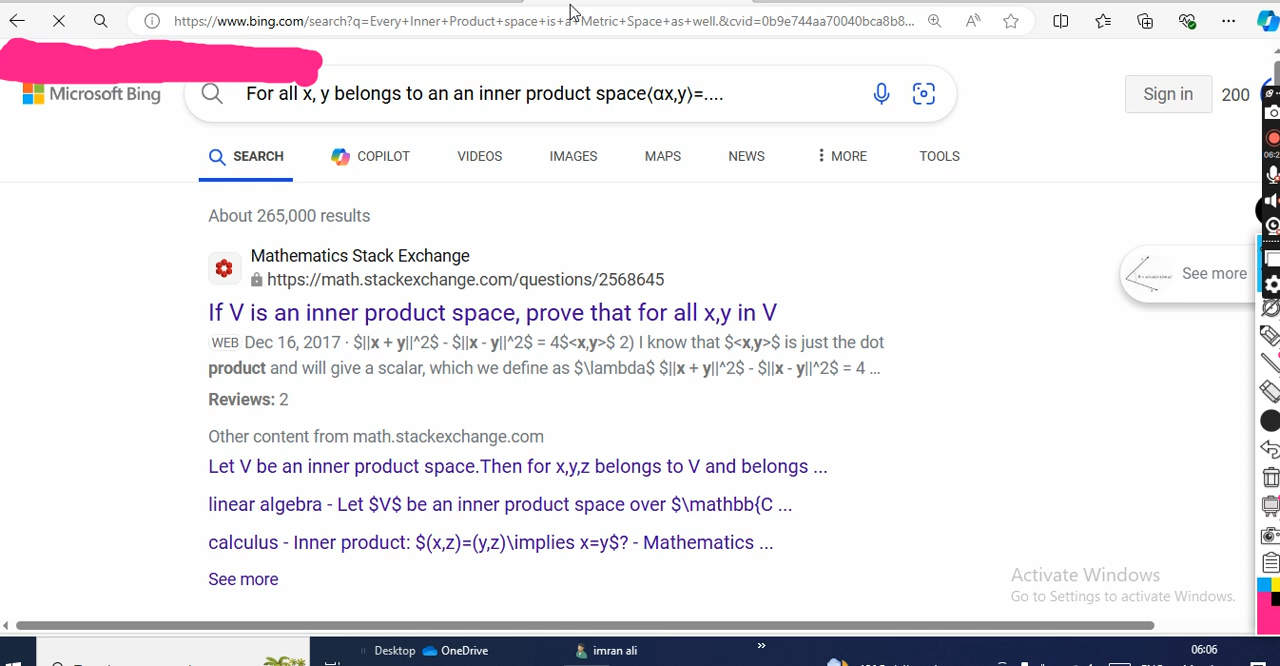 https://www.bing.com/search?q=Every+Inner+Product+space+is+a+Metric+Space+as+well.&cvid=0b9e744aa70040bca8b8...
Microsoft Bing
For all x, y belongs to an an inner product space⟨αx,y⟩=....
Sign in
200
SEARCH
COPILOT
VIDEOS
IMAGES
MAPS
NEWS
MORE
TOOLS
About 265,000 results
Mathematics Stack Exchange
https://math.stackexchange.com/questions/2568645
See more
If V is an inner product space, prove that for all x,y in V
WEB Dec 16, 2017 · $||x + y||^2$ - $||x - y||^2$ = 4$<x,y>$ 2) I know that $<x,y>$ is just the dot
product and will give a scalar, which we define as $\lambda$ $||x + y||^2$ - $||x - y||^2$ = 4 ...
Reviews: 2
Other content from math.stackexchange.com
Let V be an inner product space.Then for x,y,z belongs to V and belongs ...
linear algebra - Let $V$ be an inner product space over $\mathbb{C ...
calculus - Inner product: $(x,z)=(y,z)\implies x=y$? - Mathematics ...
See more
Activate Windows
Go to Settings to activate Windows.
Desktop
OneDrive
imran ali
06:06